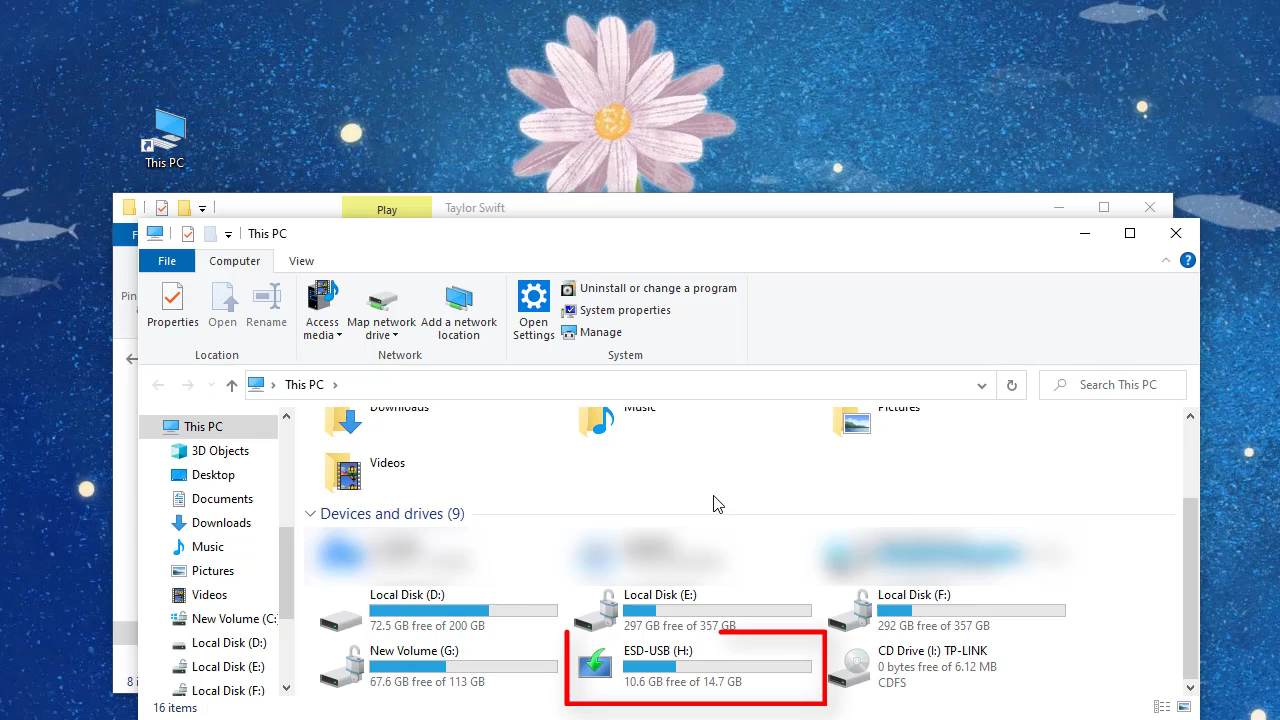 This PC
Play
Taylor Swift
This PC
File
Computer
View
Pin
Properties
Open
Rename
Access media
Map network drive
Add a network location
Open Settings
Uninstall or change a program
System properties
Manage
Location
Network
System
This PC
Search This PC
This PC
3D Objects
Desktop
Documents
Downloads
Music
Pictures
Videos
New Volume (C:
Local Disk (D:)
Local Disk (E:)
Local Disk (F:)
Downloads
Music
Pictures
Videos
Devices and drives (9)
Local Disk (D:)
72.5 GB free of 200 GB
Local Disk (E:)
297 GB free of 357 GB
Local Disk (F:)
292 GB free of 357 GB
New Volume (G:)
67.6 GB free of 113 GB
ESD-USB (H:)
10.6 GB free of 14.7 GB
CD Drive (I:) TP-LINK
0 bytes free of 6.12 MB
CDFS
8 i
16 items